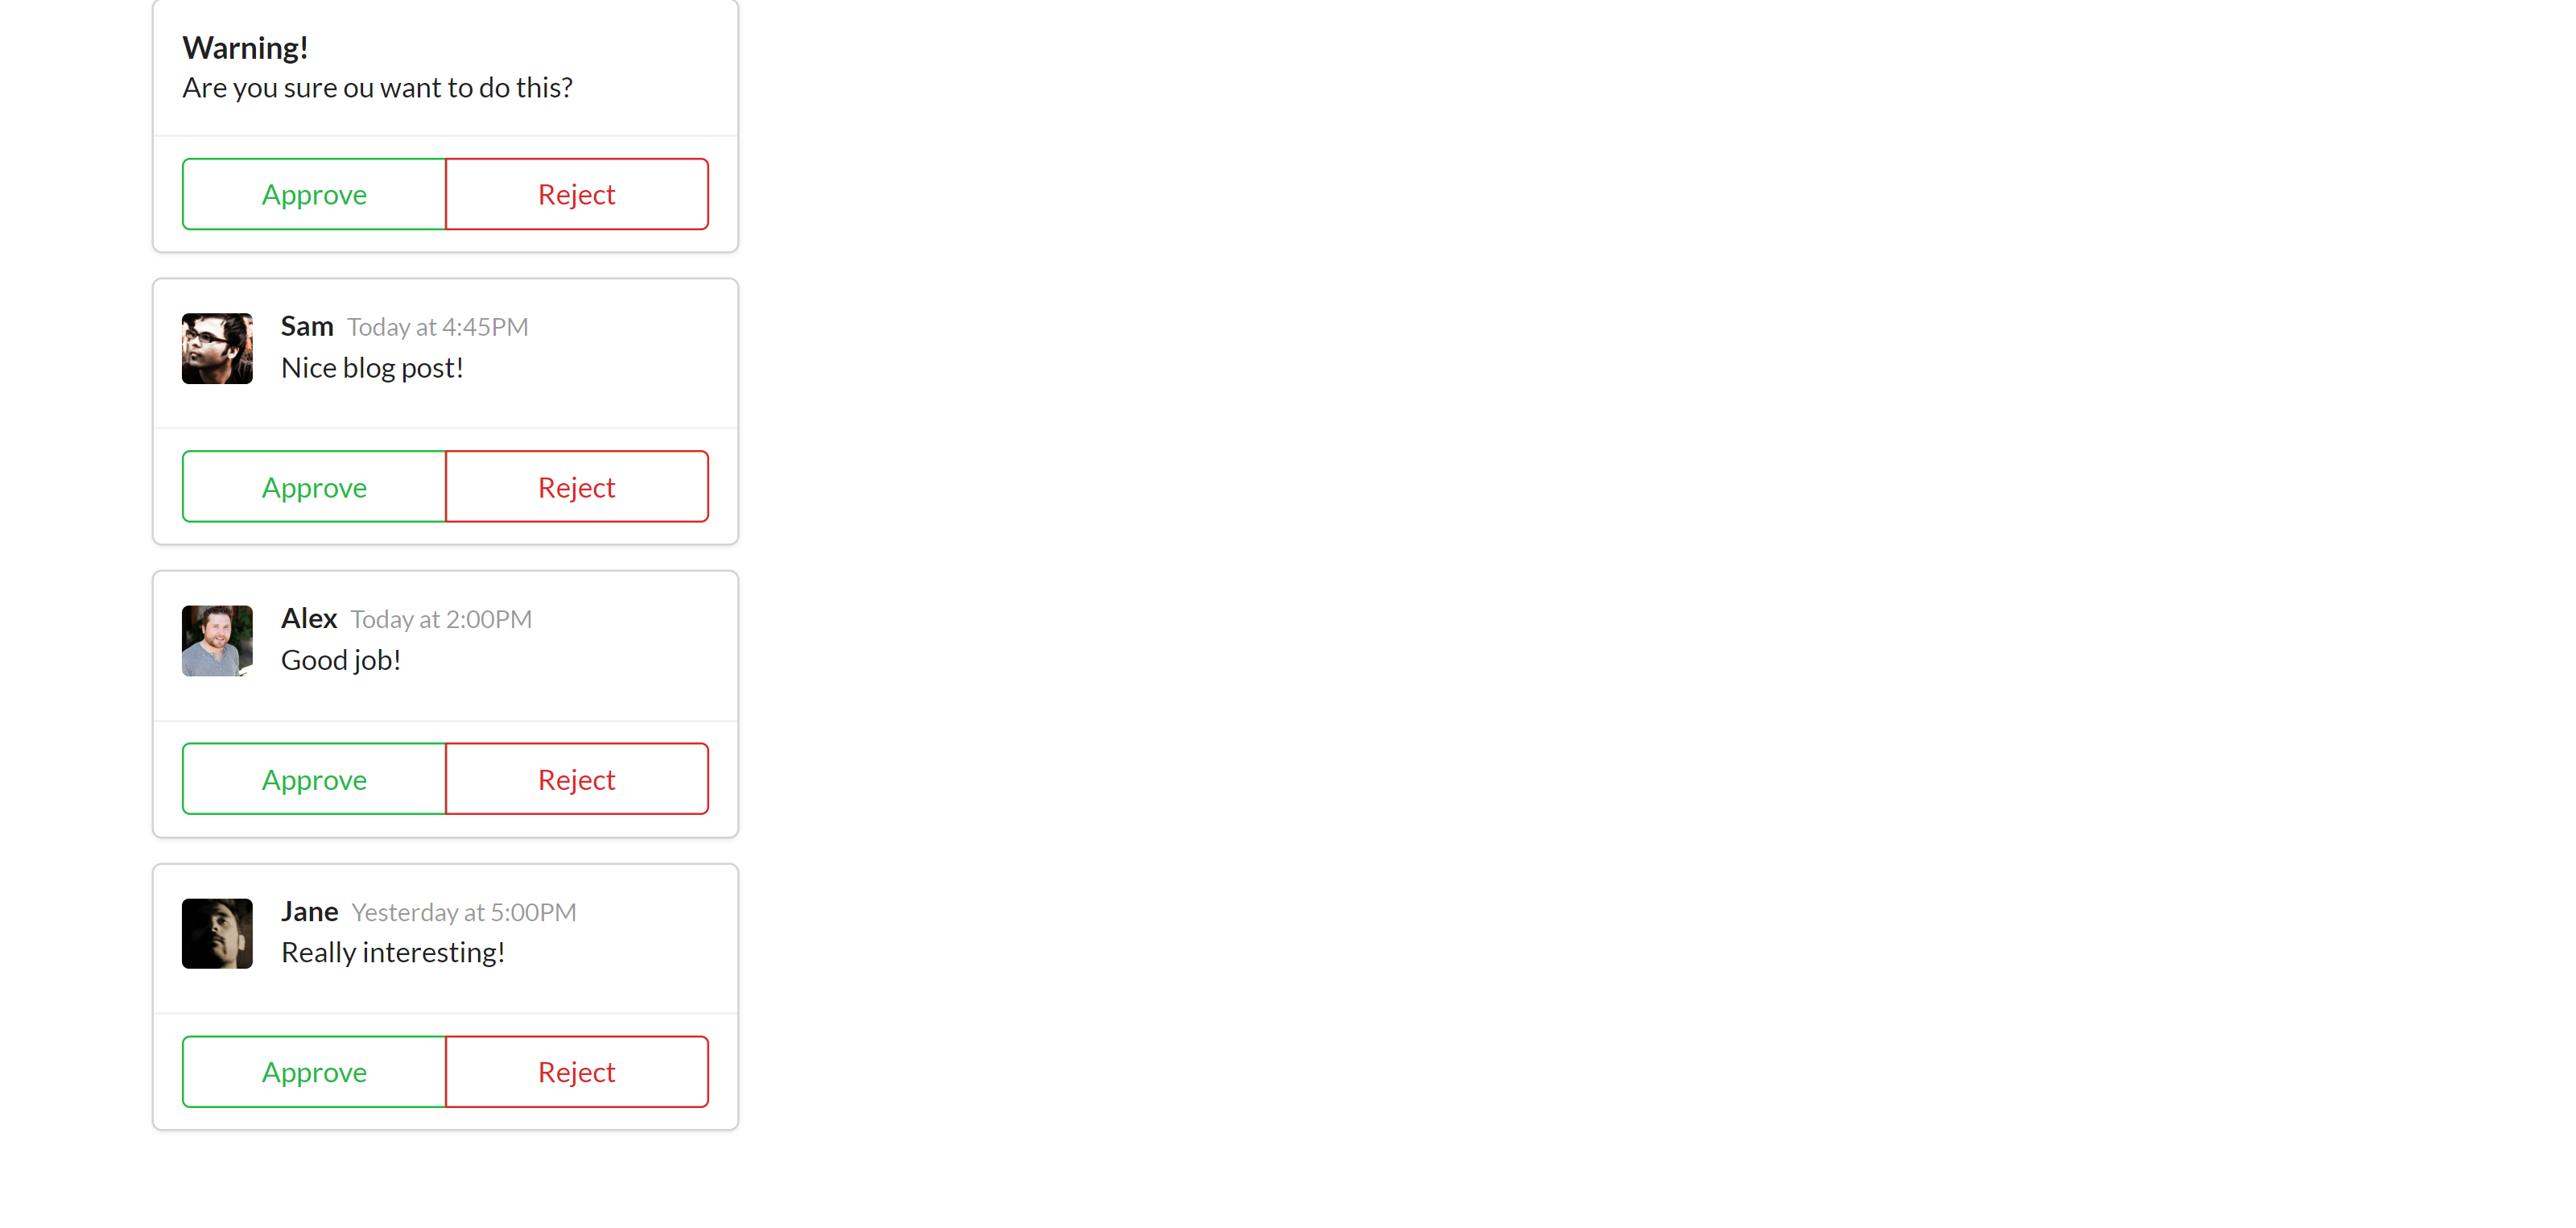 Warning!
Are you sure ou want to do this?
Approve Reject
Sam Today at 4:45PM
Nice blog post!
Approve Reject
Alex Today at 2:00PM
Good job!
Approve Reject
Jane Yesterday at 5:00PM
Really interesting!
Approve Reject